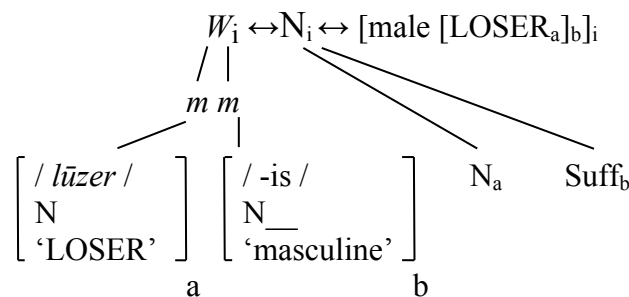 Wi ↔ Ni ↔ [male [LOSERa]b]i
m m
/ lūzer / / -is / Na Suffb
N N__
‘LOSER’ ‘masculine’
a b